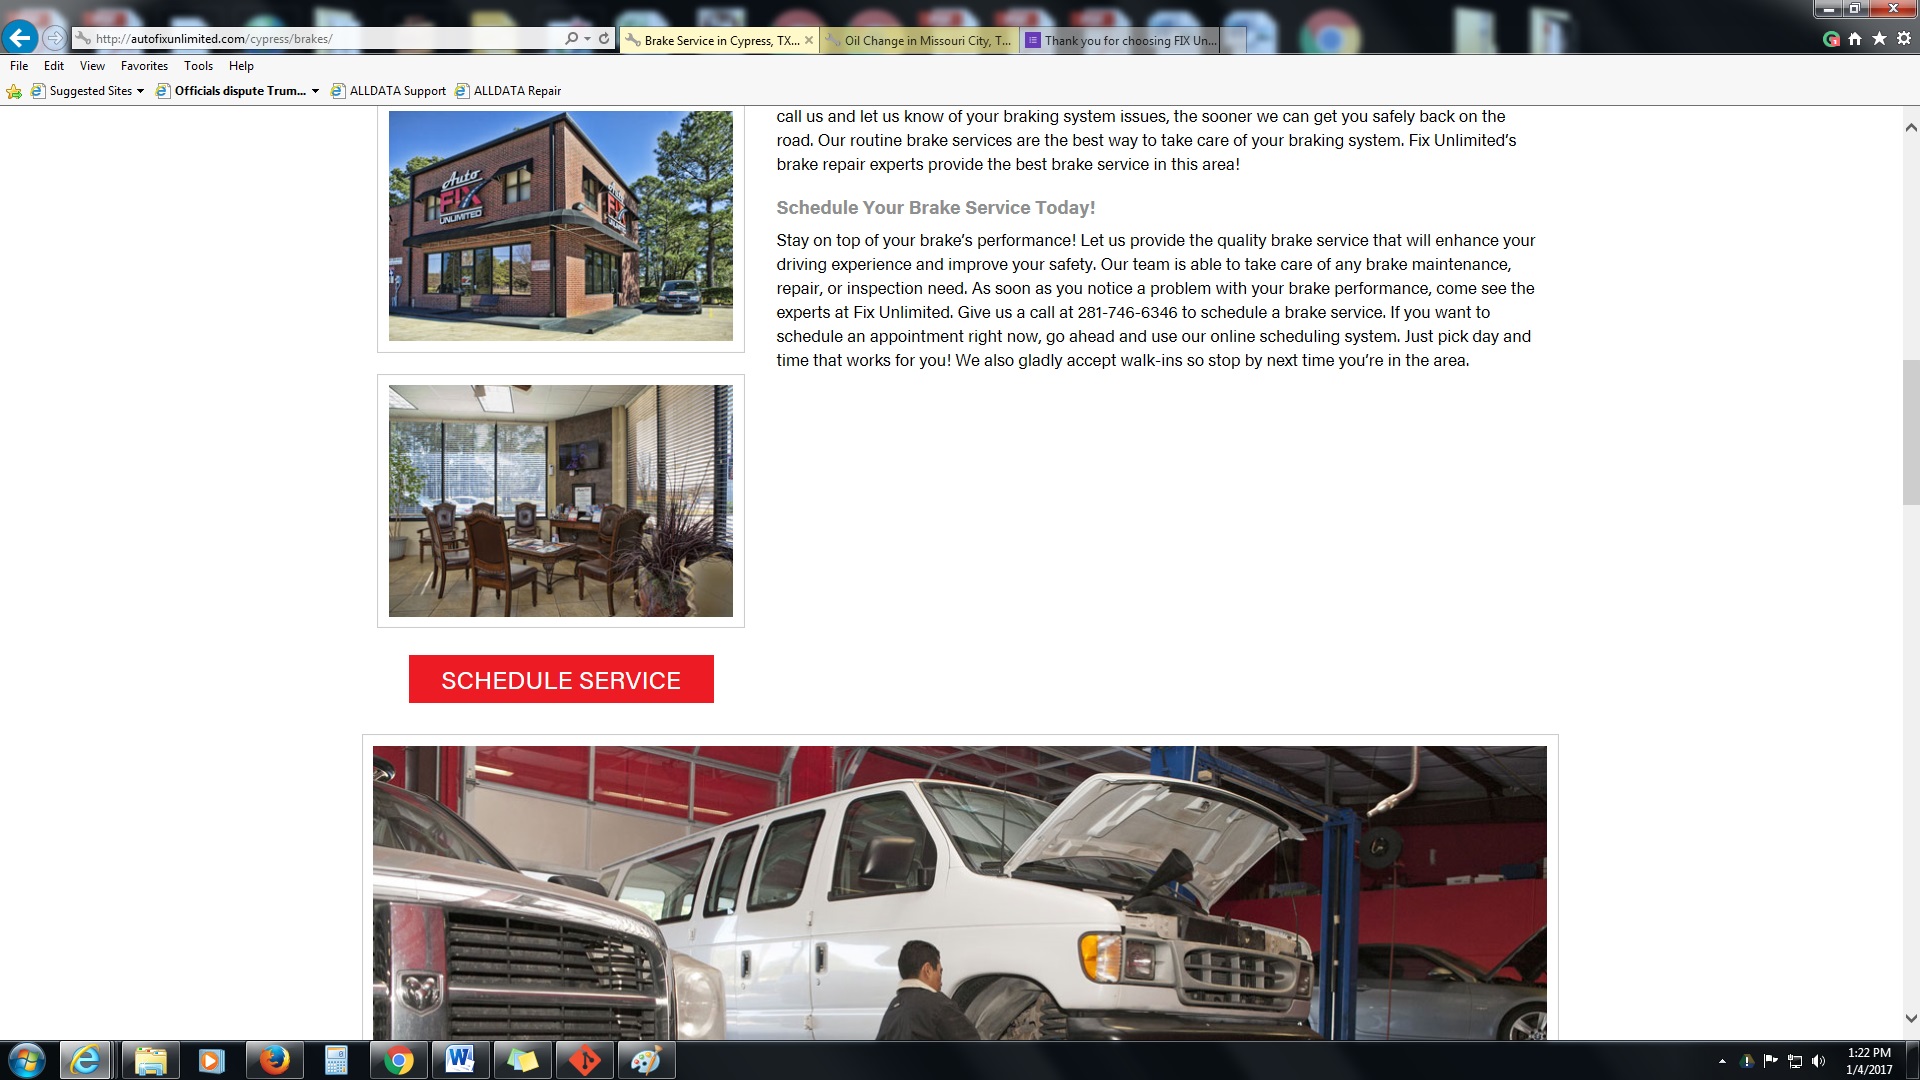 http://autofixunlimited.com/cypress/brakes/
Brake Service in Cypress, TX...
Oil Change in Missouri City, T...
Thank you for choosing FIX Un...
File Edit View Favorites Tools Help
Suggested Sites
Officials dispute Trum...
ALLDATA Support
ALLDATA Repair
call us and let us know of your braking system issues, the sooner we can get you safely back on the
road. Our routine brake services are the best way to take care of your braking system. Fix Unlimited’s
brake repair experts provide the best brake service in this area!
Schedule Your Brake Service Today!
Stay on top of your brake’s performance! Let us provide the quality brake service that will enhance your
driving experience and improve your safety. Our team is able to take care of any brake maintenance,
repair, or inspection need. As soon as you notice a problem with your brake performance, come see the
experts at Fix Unlimited. Give us a call at 281-746-6346 to schedule a brake service. If you want to
schedule an appointment right now, go ahead and use our online scheduling system. Just pick day and
time that works for you! We also gladly accept walk-ins so stop by next time you’re in the area.
Auto
FIX
UNLIMITED
Auto
FIX
UNLIMITED
SCHEDULE SERVICE
1:22 PM
1/4/2017